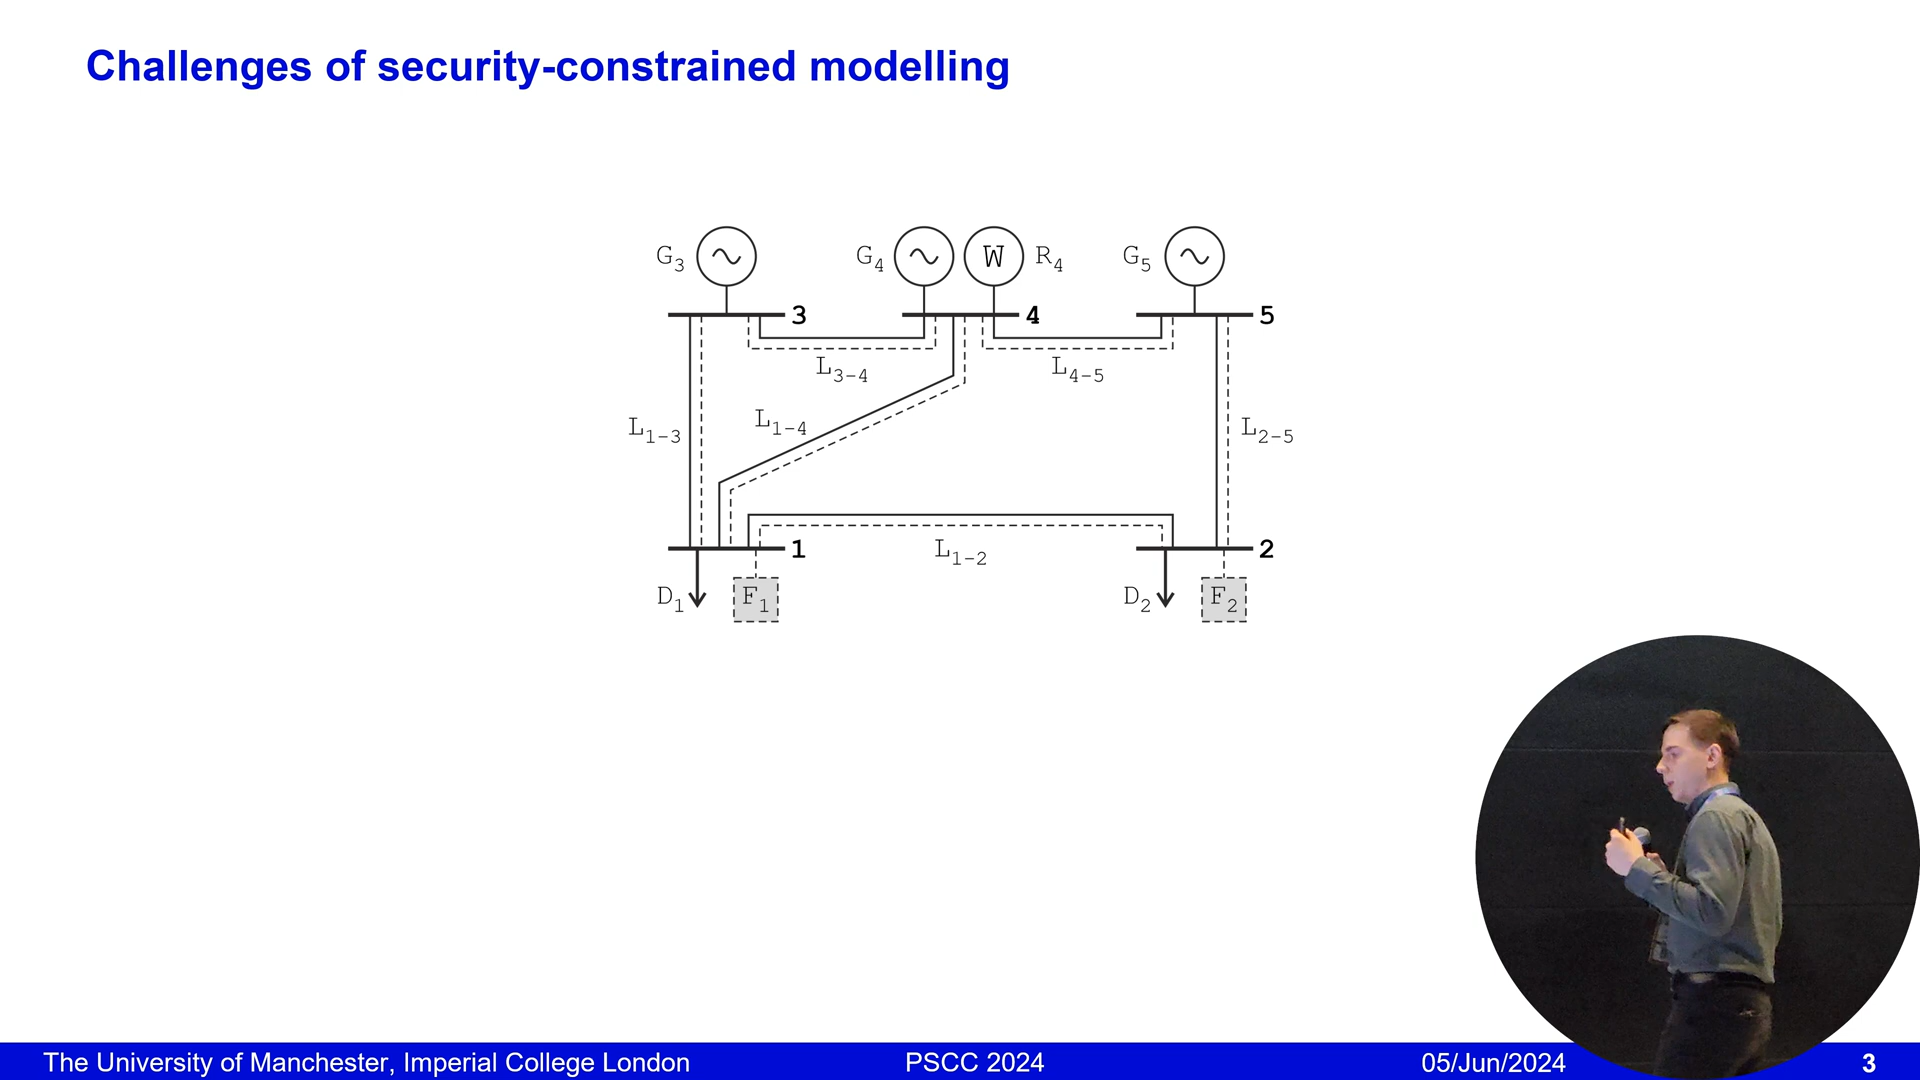 Challenges of security-constrained modelling
G3 G4 W R4 G5
3 4 5
L3-4 L4-5
L1-3 L1-4 L2-5
1 L1-2 2
D1 F1 D2 F2
The University of Manchester, Imperial College London PSCC 2024 05/Jun/2024 3